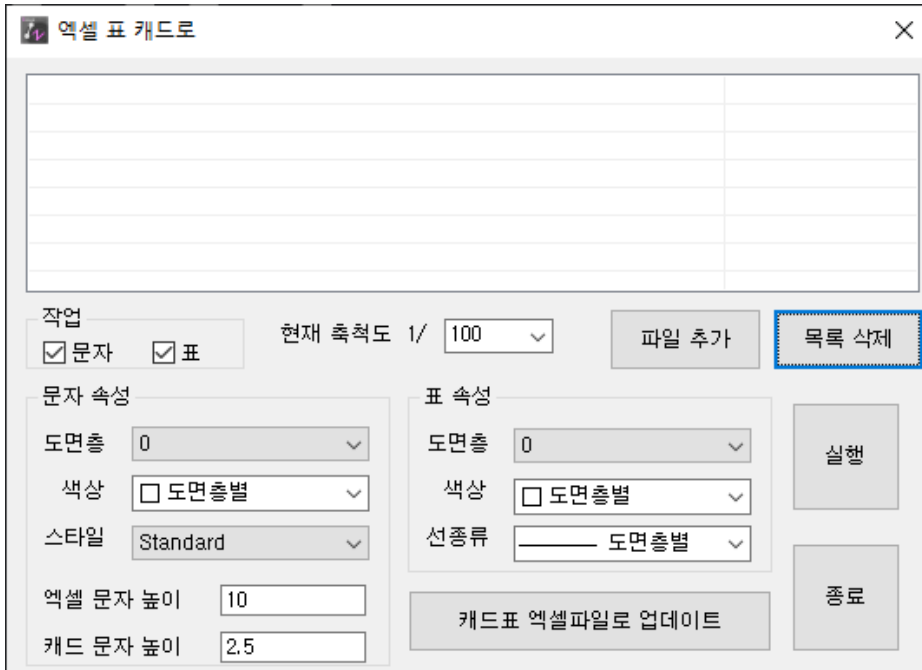 엑셀 표 캐드로
작업
문자 표
현재 축척도 1/ 100
파일 추가
목록 삭제
문자 속성
도면층 0
색상 도면층별
스타일 Standard
엑셀 문자 높이 10
캐드 문자 높이 2.5
표 속성
도면층 0
색상 도면층별
선종류 도면층별
캐드표 엑셀파일로 업데이트
실행
종료